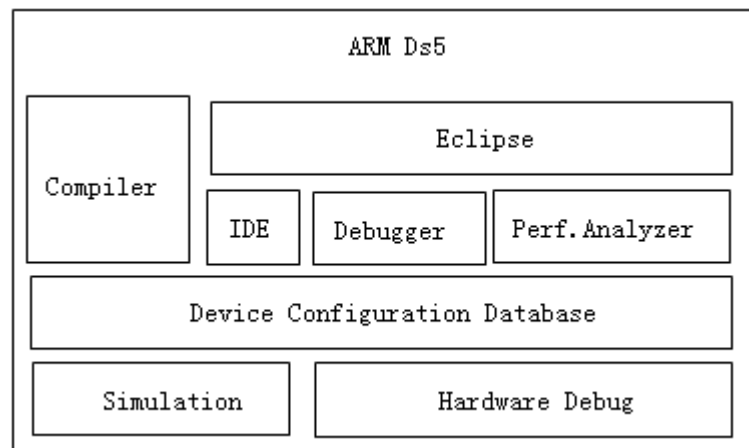 ARM Ds5
Eclipse
Compiler
IDE
Debugger
Perf.Analyzer
Device Configuration Database
Simulation
Hardware Debug